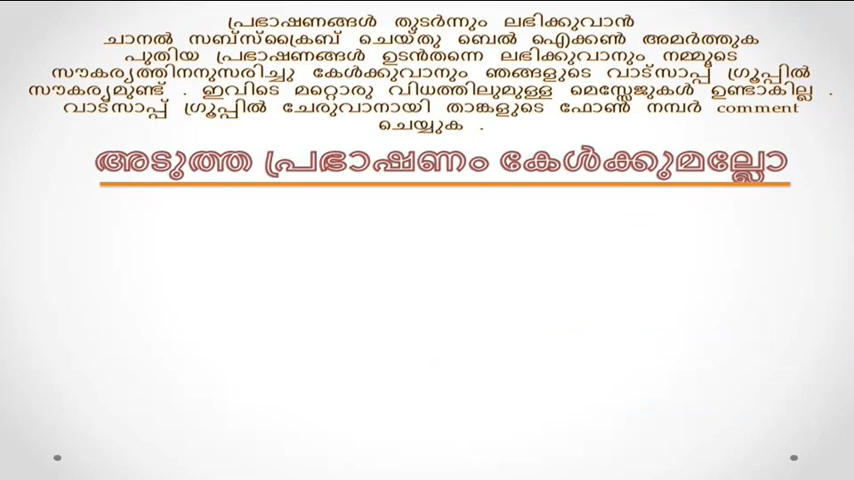 പ്രഭാഷണങ്ങൾ തുടർന്നും ലഭിക്കുവാൻ
ചാനൽ സബ്സ്ക്രൈബ് ചെയ്തു ബെൽ ഐക്കൺ അമർത്തുക
പുതിയ പ്രഭാഷണങ്ങൾ ഉടൻതന്നെ ലഭിക്കുവാനും നമ്മുടെ
സൗകര്യത്തിനനുസരിച്ചു കേൾക്കുവാനും ഞങ്ങളുടെ വാട്സാപ്പ് ഗ്രൂപ്പിൽ
സൗകര്യമുണ്ട് . ഇവിടെ മറ്റൊരു വിധത്തിലുമുള്ള മെസ്സേജുകൾ ഉണ്ടാകില്ല .
വാട്സാപ്പ് ഗ്രൂപ്പിൽ ചേരുവാനായി താങ്കളുടെ ഫോൺ നമ്പർ comment
ചെയ്യുക .
അടുത്ത പ്രഭാഷണം കേൾക്കുമല്ലോ